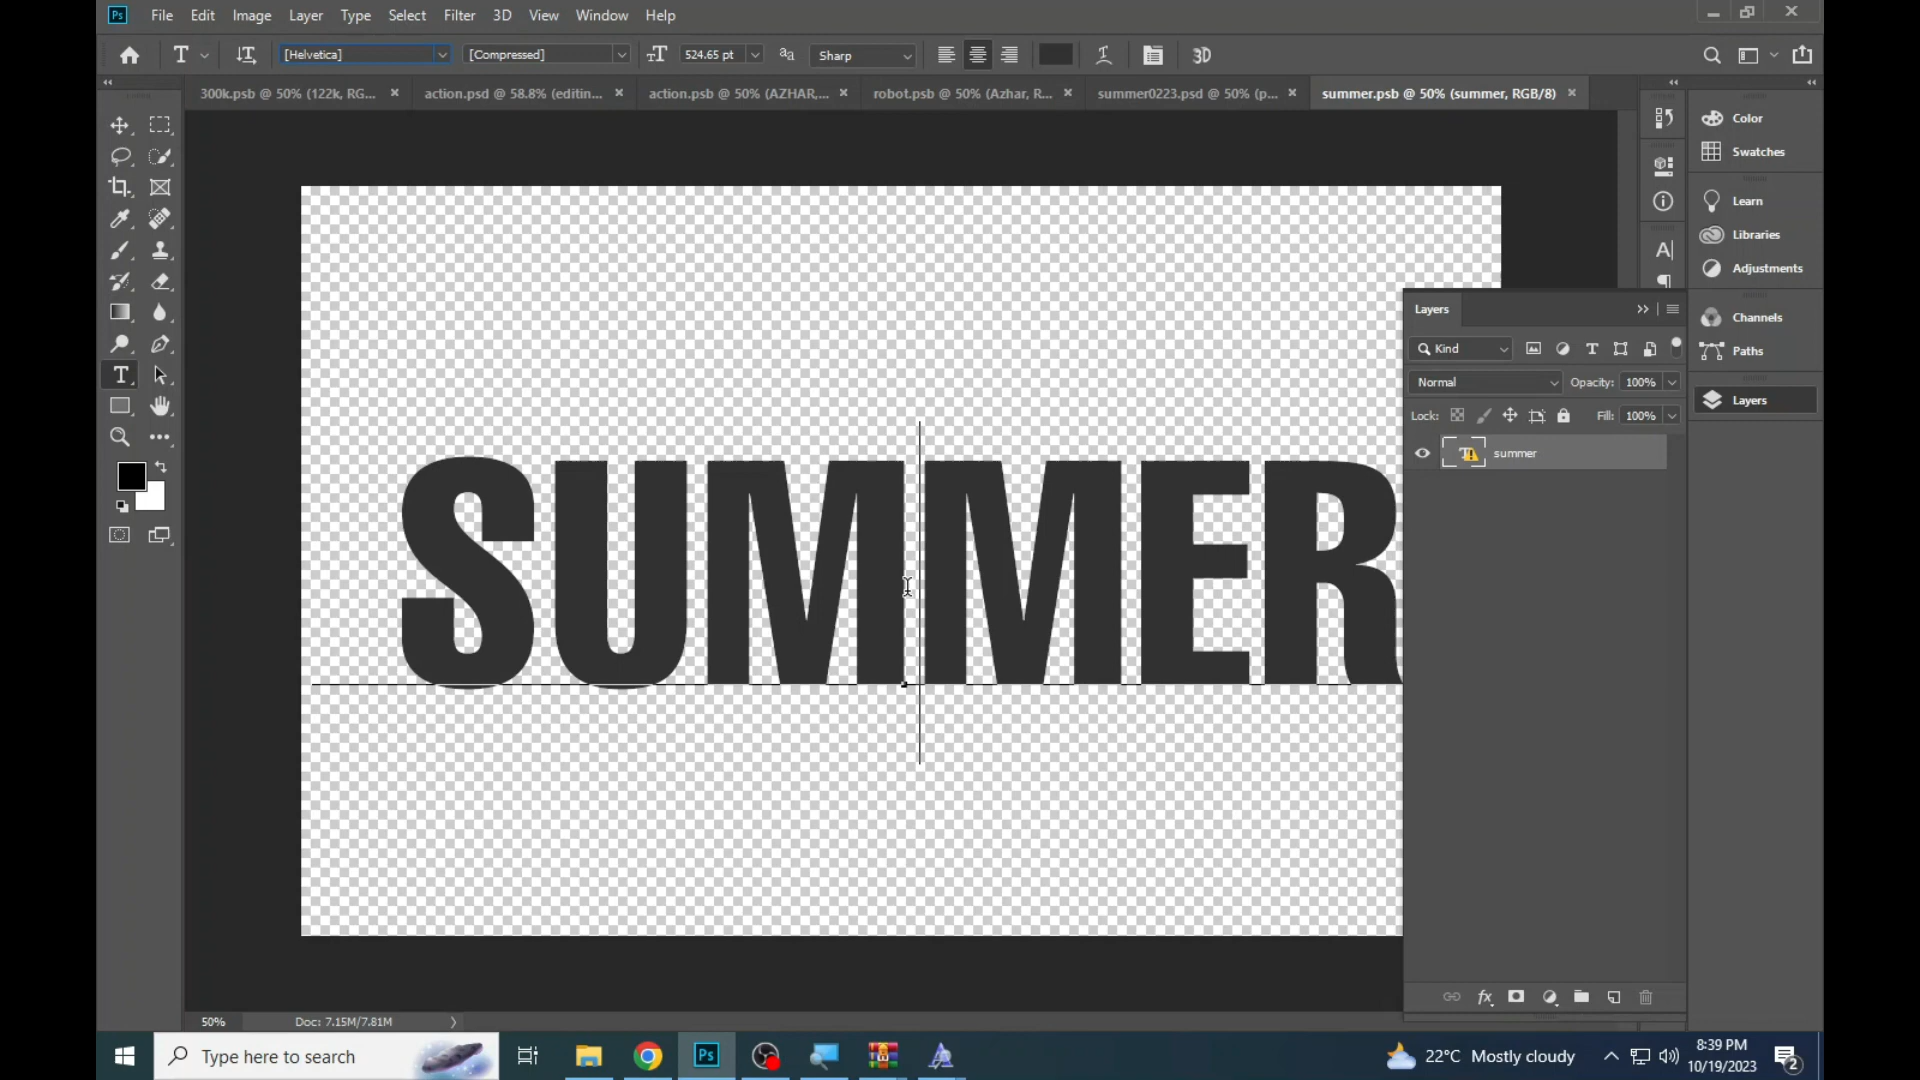 Ps File Edit Image Layer Type Select Filter 3D View Window Help
T [Helvetica] [Compressed] 524.65 pt Sharp 3D
300k.psb @ 50% (122k, RG... × action.psd @ 58.8% (editin... × action.psb @ 50% (AZHAR,... × robot.psb @ 50% (Azhar, R... × summer0223.psd @ 50% (p... × summer.psb @ 50% (summer, RGB/8) ×
Color
Swatches
Learn
Libraries
Adjustments
Channels
Paths
Layers
Layers
Kind
Normal Opacity: 100%
Lock: Fill: 100%
summer
SUMMER
50% Doc: 7.15M/7.81M
Type here to search
Ps
22°C Mostly cloudy
8:39 PM
10/19/2023
2